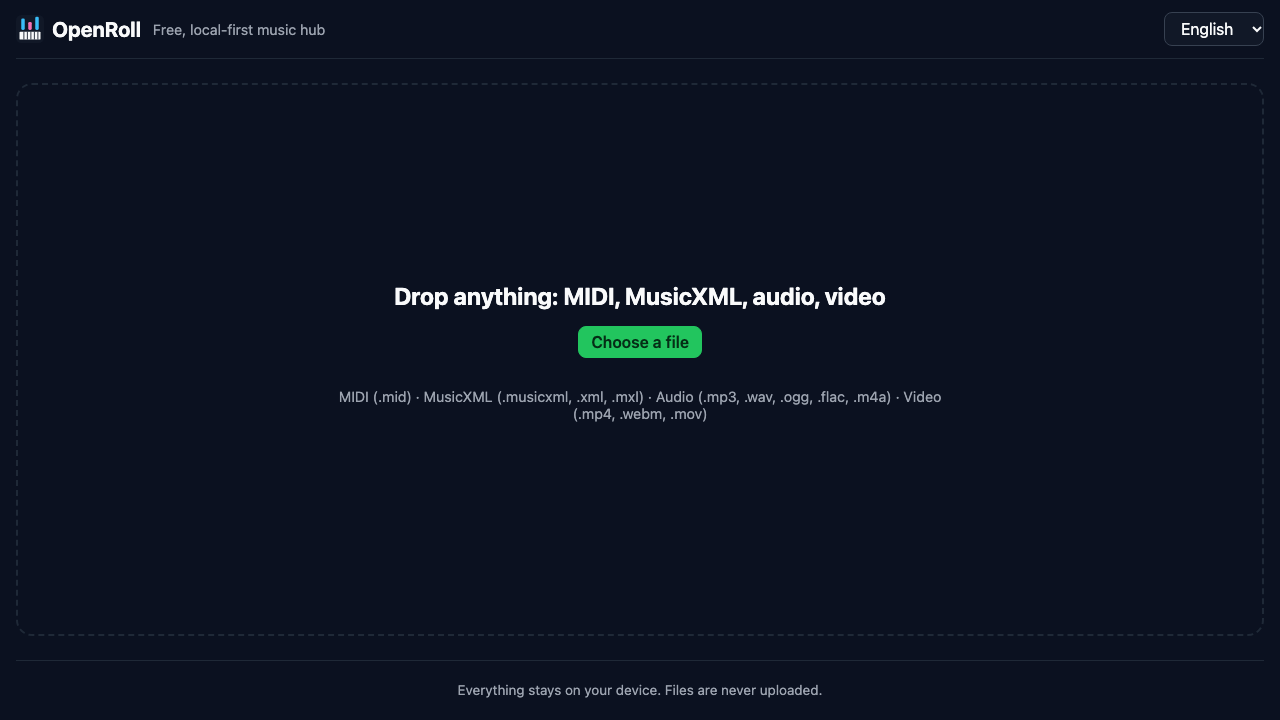 OpenRoll
Free, local-first music hub
English
Drop anything: MIDI, MusicXML, audio, video
Choose a file
MIDI (.mid) · MusicXML (.musicxml, .xml, .mxl) · Audio (.mp3, .wav, .ogg, .flac, .m4a) · Video
(.mp4, .webm, .mov)
Everything stays on your device. Files are never uploaded.